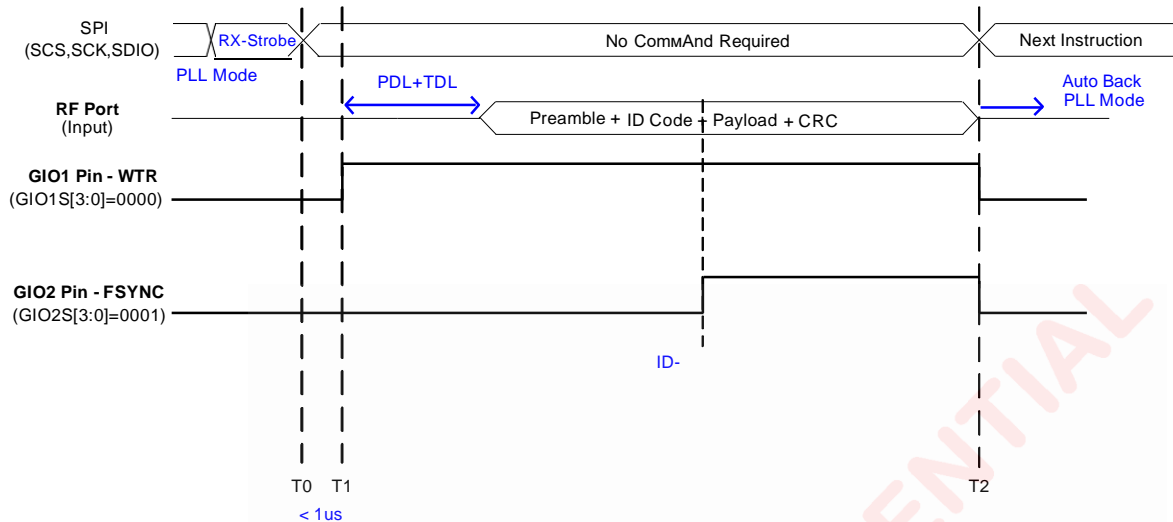 SPI
(SCS,SCK,SDIO)
RX-Strobe
No ComMAnd Required
Next Instruction
PLL Mode
PDL+TDL
Auto Back
PLL Mode
RF Port
(Input)
Preamble + ID Code + Payload + CRC
GIO1 Pin - WTR
(GIO1S[3:0]=0000)
GIO2 Pin - FSYNC
(GIO2S[3:0]=0001)
ID-
ENTIAL
T0 T1 T2
< 1us